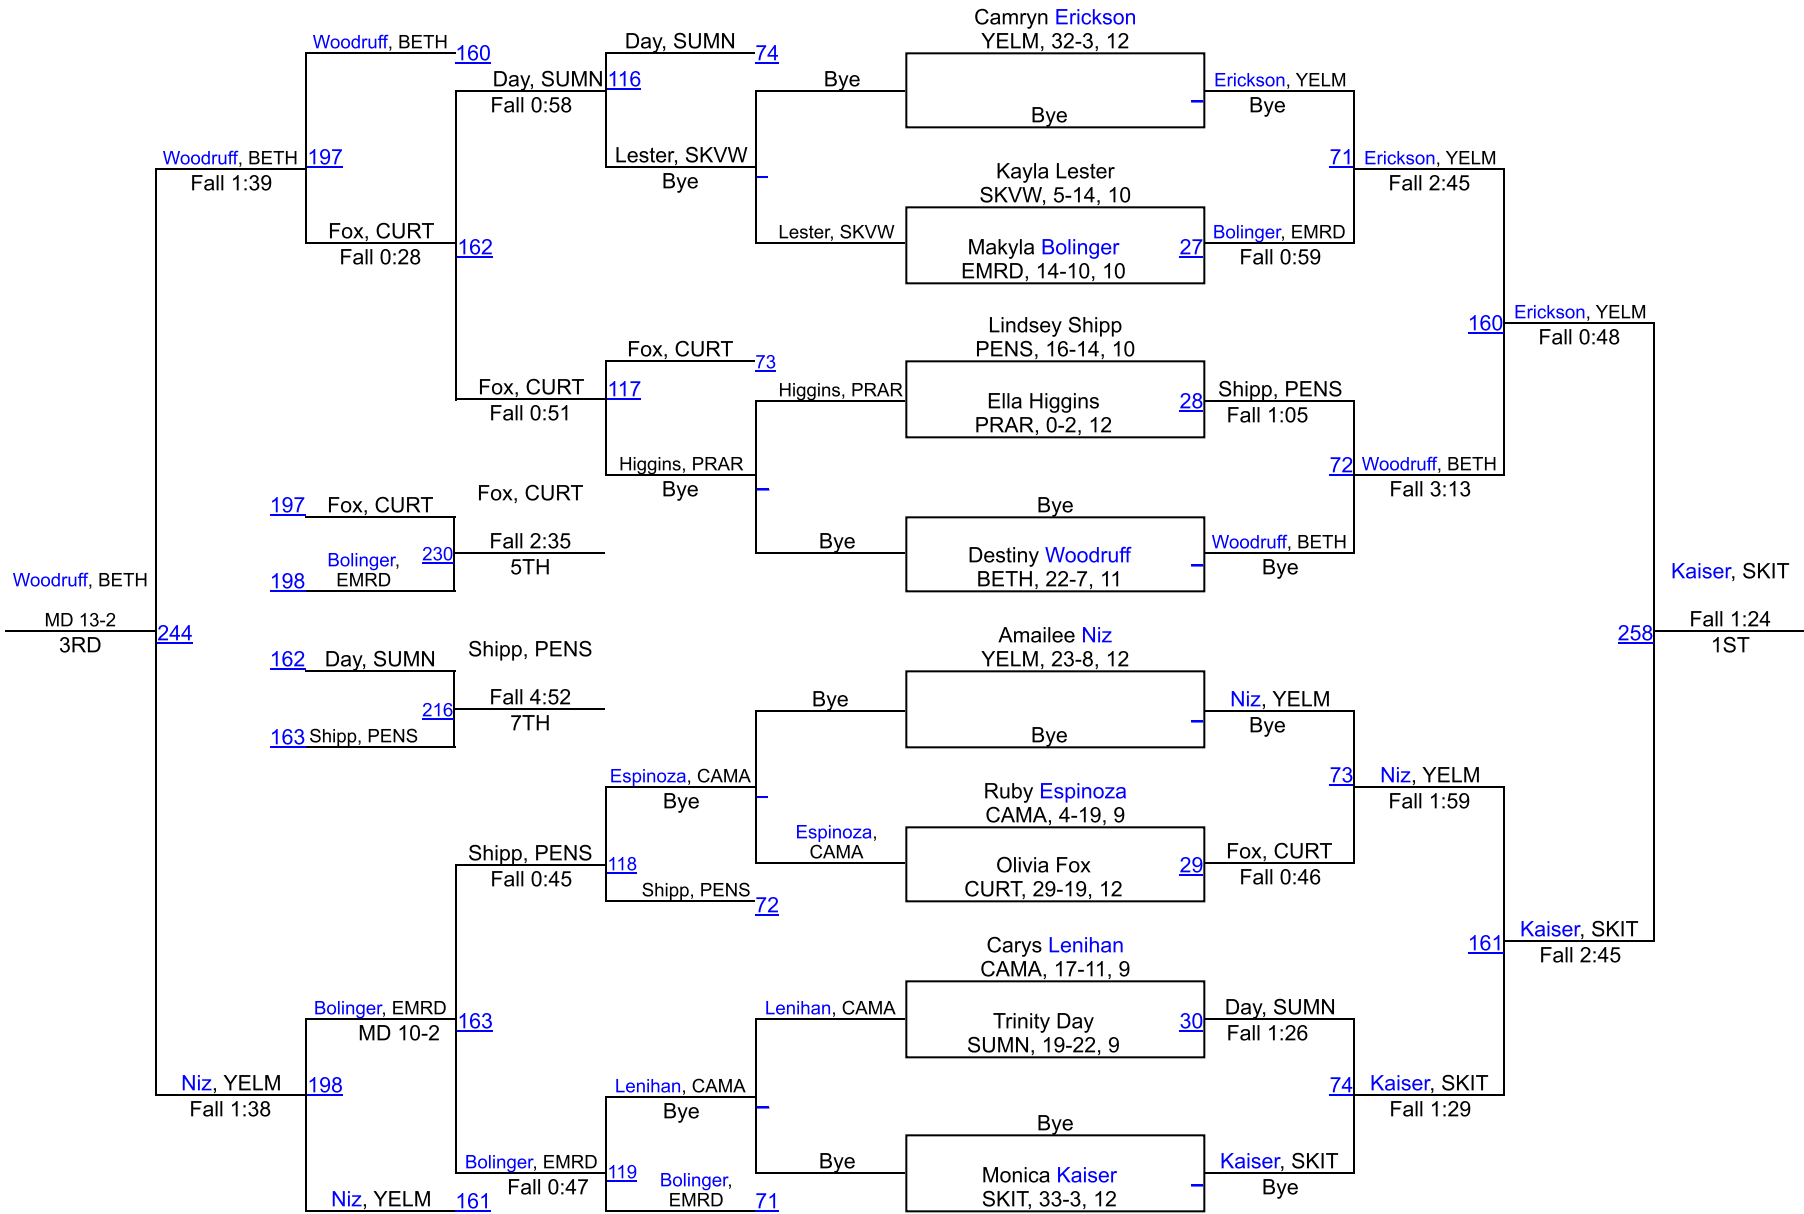 Camryn Erickson
YELM, 32-3, 12
Woodruff, BETH
160
Day, SUMN
74
Day, SUMN
116
Fall 0:58
Bye
Bye
Erickson, YELM
Bye
Woodruff, BETH
197
Fall 1:39
Lester, SKVW
Bye
Kayla Lester
SKVW, 5-14, 10
71
Erickson, YELM
Fall 2:45
Fox, CURT
Fall 0:28
162
Lester, SKVW
Makyla Bolinger
EMRD, 14-10, 10
27
Bolinger, EMRD
Fall 0:59
Lindsey Shipp
PENS, 16-14, 10
160
Erickson, YELM
Fall 0:48
Fox, CURT
73
Fox, CURT
117
Fall 0:51
Higgins, PRAR
Ella Higgins
PRAR, 0-2, 12
28
Shipp, PENS
Fall 1:05
Higgins, PRAR
Bye
72
Woodruff, BETH
Fall 3:13
197
Fox, CURT
Fox, CURT
Bye
Bolinger,
EMRD
230
198
Fall 2:35
5TH
Bye
Destiny Woodruff
BETH, 22-7, 11
Woodruff, BETH
Bye
Woodruff, BETH
MD 13-2
3RD
244
Kaiser, SKIT
Fall 1:24
1ST
258
162
Day, SUMN
Shipp, PENS
Amailee Niz
YELM, 23-8, 12
216
Fall 4:52
7TH
163
Shipp, PENS
Bye
Bye
Niz, YELM
Bye
Espinoza, CAMA
Bye
Ruby Espinoza
CAMA, 4-19, 9
73
Niz, YELM
Fall 1:59
Espinoza,
CAMA
Olivia Fox
CURT, 29-19, 12
29
Fox, CURT
Fall 0:46
Shipp, PENS
118
Fall 0:45
Shipp, PENS
72
Carys Lenihan
CAMA, 17-11, 9
161
Kaiser, SKIT
Fall 2:45
Bolinger, EMRD
MD 10-2
163
Lenihan, CAMA
Trinity Day
SUMN, 19-22, 9
30
Day, SUMN
Fall 1:26
Niz, YELM
198
Fall 1:38
Lenihan, CAMA
Bye
74
Kaiser, SKIT
Fall 1:29
Bye
Bolinger, EMRD
119
Fall 0:47
Bye
Monica Kaiser
SKIT, 33-3, 12
Kaiser, SKIT
Bye
Niz, YELM
161
Bolinger,
EMRD
71